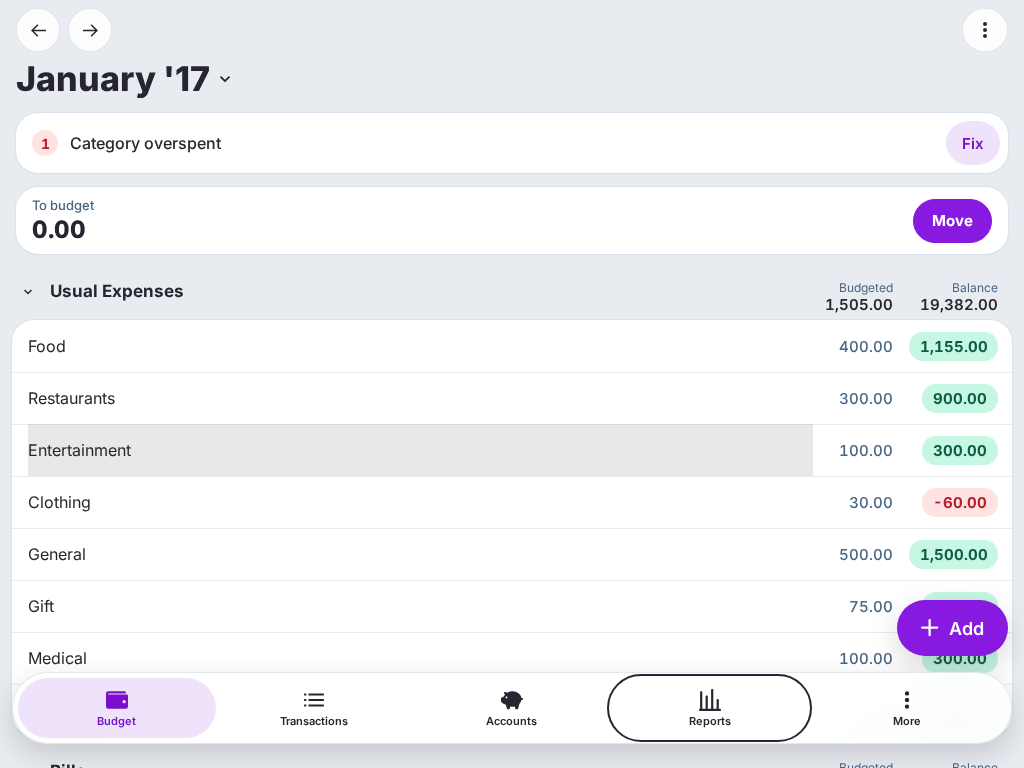 January '17
1 Category overspent Fix
To budget
0.00 Move
Usual Expenses Budgeted Balance
1,505.00 19,382.00
Food 400.00 1,155.00
Restaurants 300.00 900.00
Entertainment 100.00 300.00
Clothing 30.00 -60.00
General 500.00 1,500.00
Gift 75.00
+ Add
Medical 100.00 300.00
Budget Transactions Accounts Reports More
Budgeted Balance